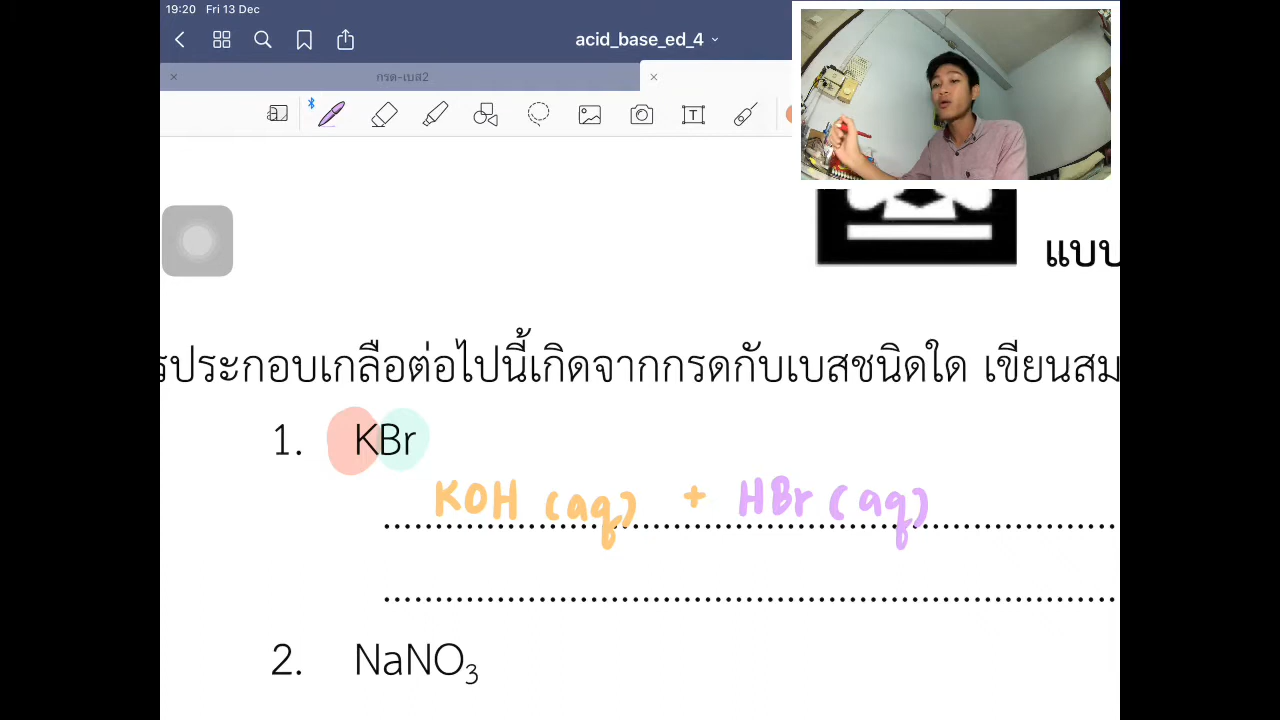 19:20 Fri 13 Dec
acid_base_ed_4
กรด-เบส2
T
แบบ
รประกอบเกลือต่อไปนี้เกิดจากกรดกับเบสชนิดใด เขียนสม
1. KBr
KOH (aq) + HBr (aq)
2. NaNO₃